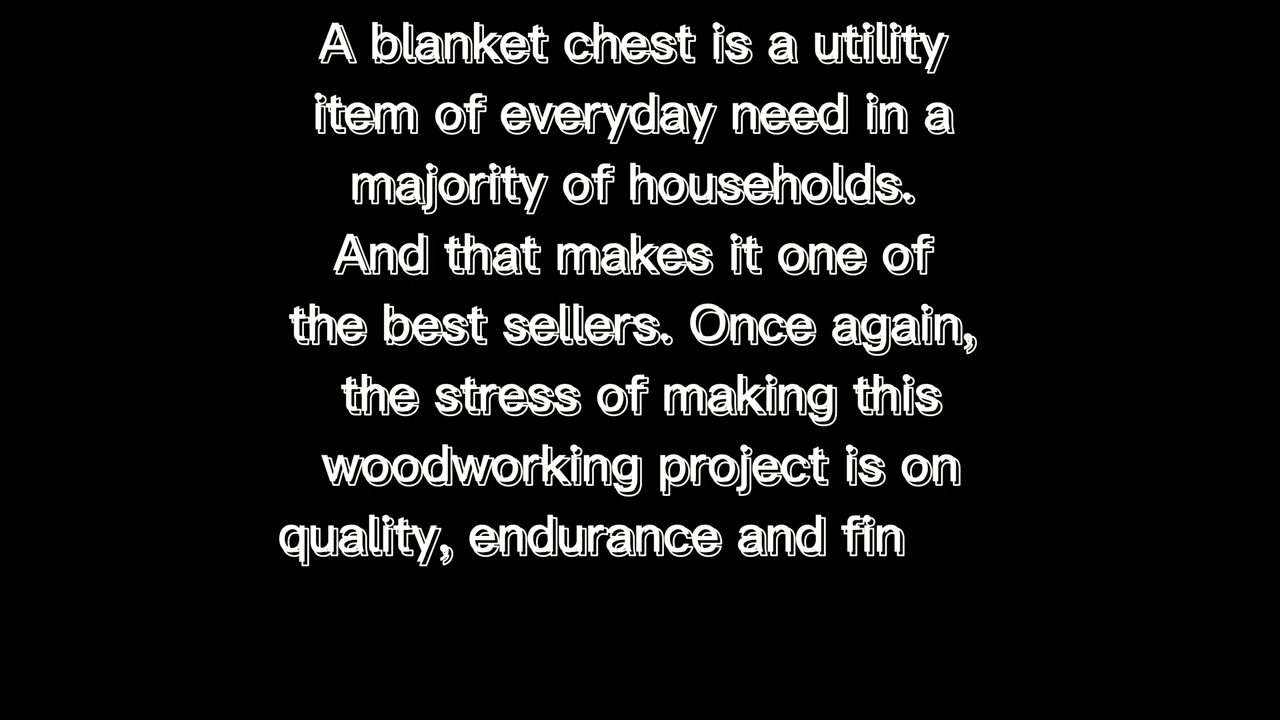 A blanket chest is a utility
item of everyday need in a
majority of households.
And that makes it one of
the best sellers. Once again,
the stress of making this
woodworking project is on
quality, endurance and fin